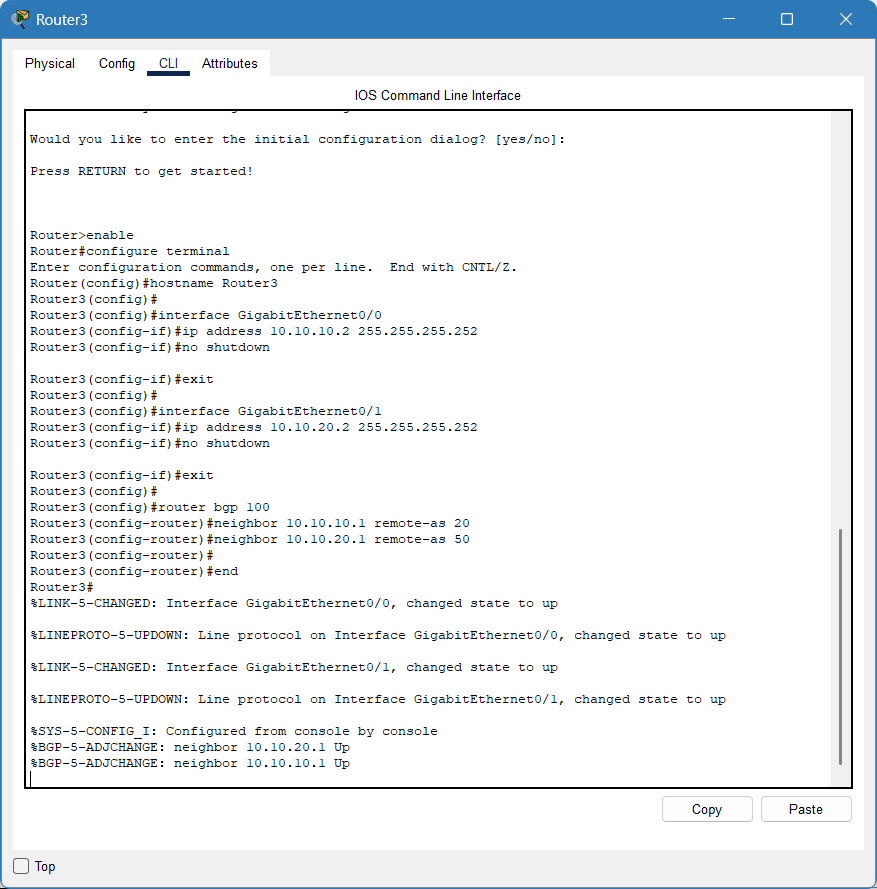 Router3
Physical Config CLI Attributes
IOS Command Line Interface
Would you like to enter the initial configuration dialog? [yes/no]:
Press RETURN to get started!
Router>enable
Router#configure terminal
Enter configuration commands, one per line.  End with CNTL/Z.
Router(config)#hostname Router3
Router3(config)#
Router3(config)#interface GigabitEthernet0/0
Router3(config-if)#ip address 10.10.10.2 255.255.255.252
Router3(config-if)#no shutdown
Router3(config-if)#exit
Router3(config)#
Router3(config)#interface GigabitEthernet0/1
Router3(config-if)#ip address 10.10.20.2 255.255.255.252
Router3(config-if)#no shutdown
Router3(config-if)#exit
Router3(config)#
Router3(config)#router bgp 100
Router3(config-router)#neighbor 10.10.10.1 remote-as 20
Router3(config-router)#neighbor 10.10.20.1 remote-as 50
Router3(config-router)#
Router3(config-router)#end
Router3#
%LINK-5-CHANGED: Interface GigabitEthernet0/0, changed state to up
%LINEPROTO-5-UPDOWN: Line protocol on Interface GigabitEthernet0/0, changed state to up
%LINK-5-CHANGED: Interface GigabitEthernet0/1, changed state to up
%LINEPROTO-5-UPDOWN: Line protocol on Interface GigabitEthernet0/1, changed state to up
%SYS-5-CONFIG_I: Configured from console by console
%BGP-5-ADJCHANGE: neighbor 10.10.20.1 Up
%BGP-5-ADJCHANGE: neighbor 10.10.10.1 Up
Copy Paste
Top